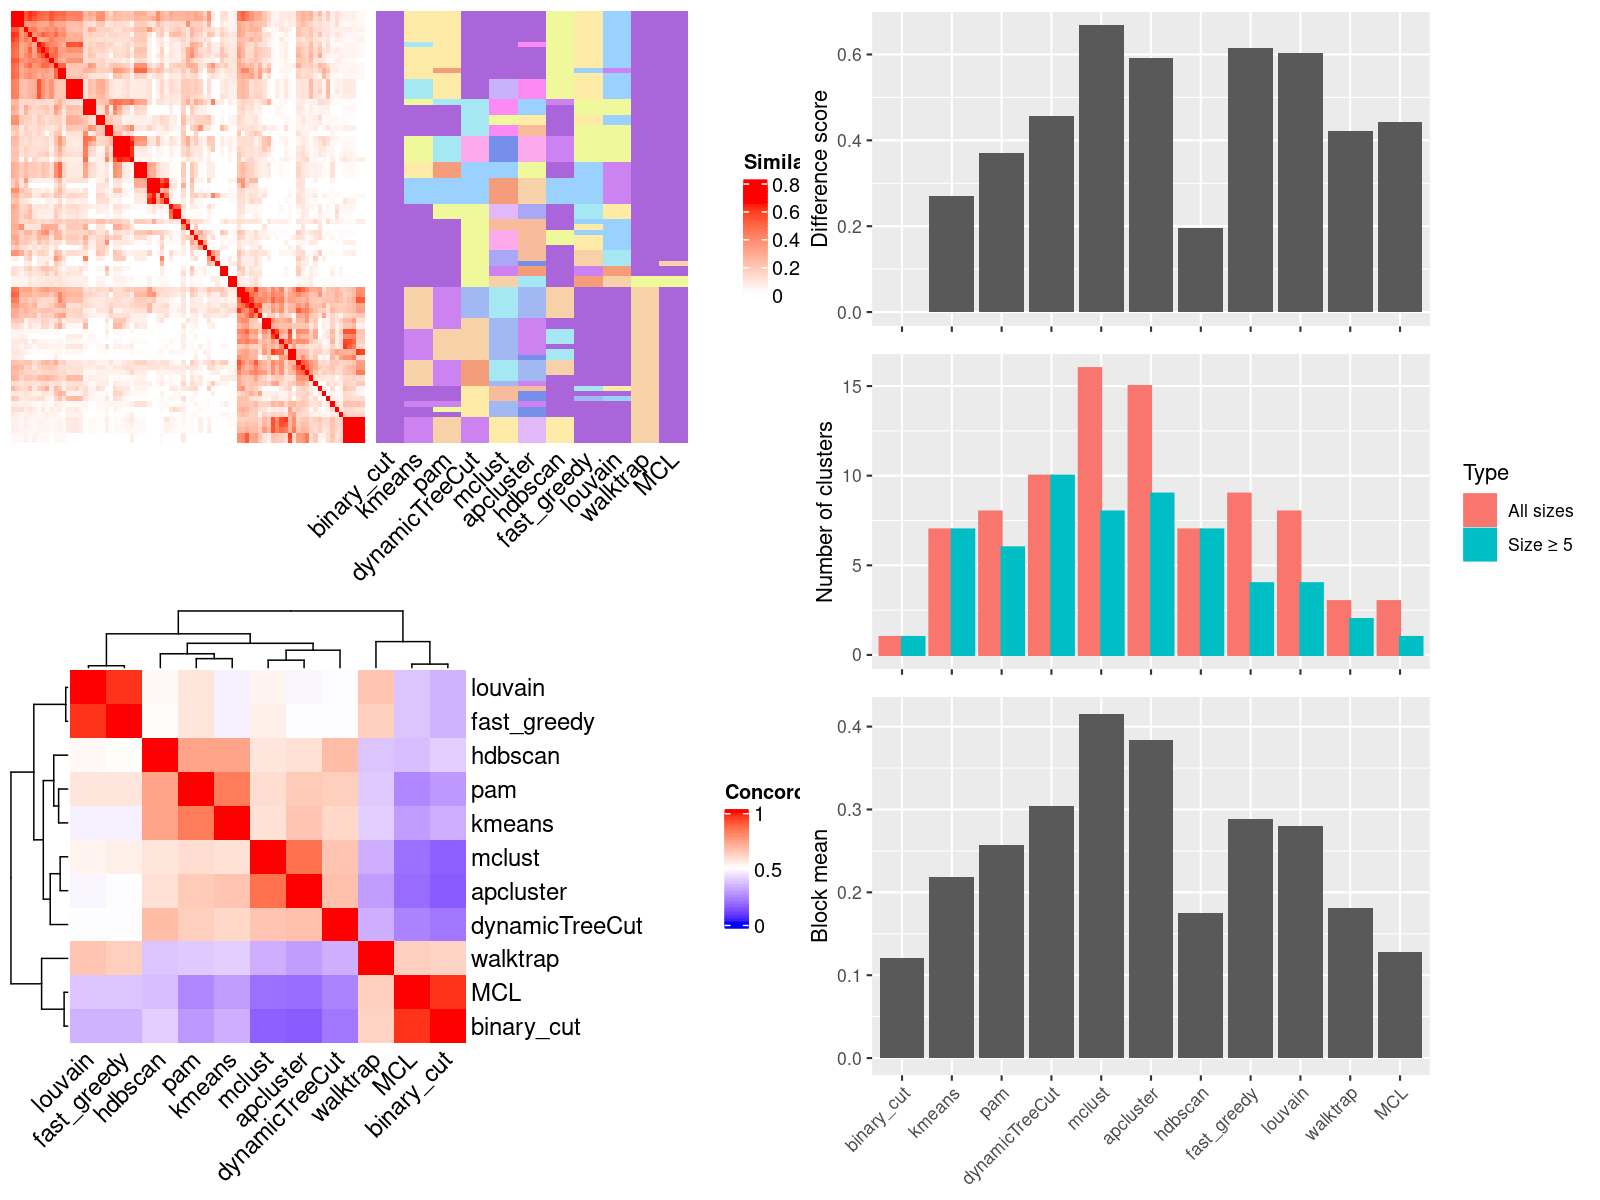 Simila
0.8
0.6
0.4
0.2
0
binary_cut
kmeans
pam
dynamicTreeCut
mclust
apcluster
hdbscan
fast_greedy
louvain
walktrap
MCL
louvain
fast_greedy
hdbscan
pam
kmeans
mclust
apcluster
dynamicTreeCut
walktrap
MCL
binary_cut
louvain
fast_greedy
hdbscan
pam
kmeans
mclust
apcluster
dynamicTreeCut
walktrap
MCL
binary_cut
Concord
1
0.5
0
Difference score
0.6
0.4
0.2
0.0
Number of clusters
15
10
5
0
Type
All sizes
Size ≥ 5
Block mean
0.4
0.3
0.2
0.1
0.0
binary_cut
kmeans
pam
dynamicTreeCut
mclust
apcluster
hdbscan
fast_greedy
louvain
walktrap
MCL